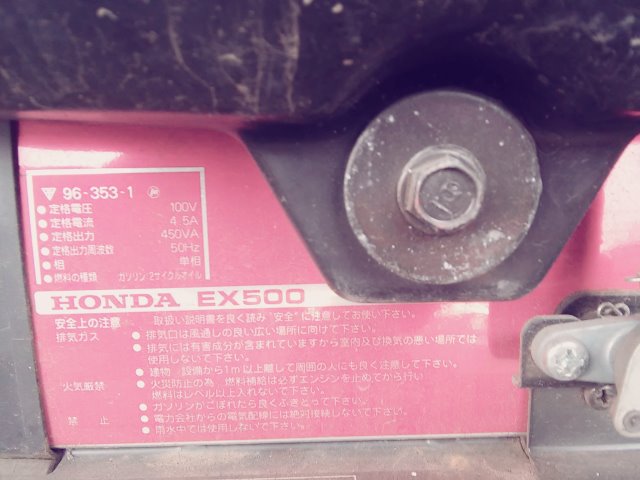 96-353-1
● 定格電圧 100V
● 定格電流 4.5A
● 定格出力 450VA
● 定格出力周波数 50Hz
● 相 単相
● 燃料の種類 ガソリン 2サイクルオイル
HONDA EX500
安全上の注意 取扱い説明書を良く読み“安全”に注意してお使い下さい。
排気ガス ● 排気口は風通しの良い広い場所に向けて下さい。
● 排気には有害成分が含まれていますから室内及び換気の悪い場所では
使用しないで下さい。
● 建物 設備から1m以上離して周囲の人にも良く注意して下さい。
火気厳禁 ● 火災防止の為 燃料補給は必ずエンジンを止めてから行い
燃料はレベル以上入れないで下さい。
● ガソリンがこぼれたら良くふきとって下さい。
禁止 ● 電力会社からの電気配線には絶対接続しないで下さい。
● 雨水中では使用しないで下さい。
8